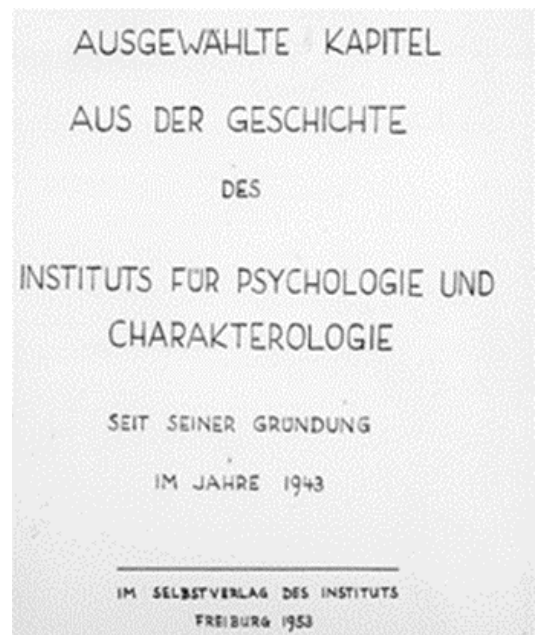 AUSGEWÄHLTE KAPITEL
AUS DER GESCHICHTE
DES
INSTITUTS FÜR PSYCHOLOGIE UND
CHARAKTEROLOGIE
SEIT SEINER GRÜNDUNG
IM JAHRE 1943
IM SELBSTVERLAG DES INSTITUTS
FREIBURG 1953